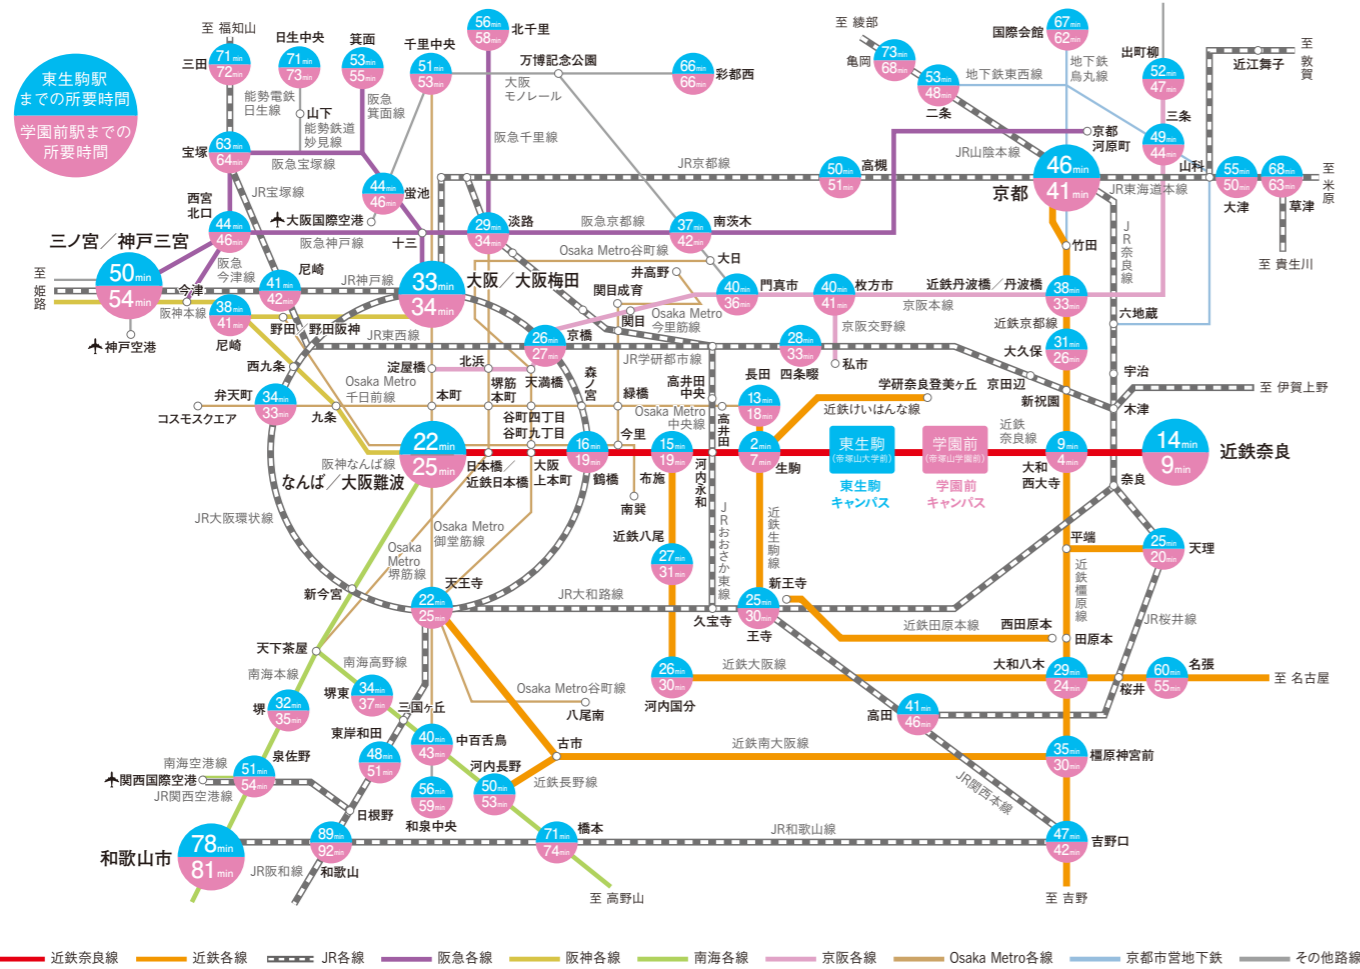 東生駒駅
までの所要時間
学園前駅までの
所要時間
至 福知山
71min
72min
三田
日生中央
71min
73min
能勢電鉄
日生線
山下
能勢鉄道
妙見線
箕面
53min
55min
阪急
箕面線
千里中央
51min
53min
56min
58min
北千里
万博記念公園
大阪
モノレール
66min
66min
彩都西
阪急千里線
至 綾部
亀岡
73min
68min
53min
48min
二条
地下鉄東西線
国際会館
67min
62min
地下鉄
烏丸線
出町柳
52min
47min
三条
49min
44min
近江舞子
至 敦賀
京都
河原町
JR山陰本線
山科
46min
41min
京都
JR東海道本線
55min
50min
大津
68min
63min
草津
至 米原
至 貴生川
宝塚
63min
64min
阪急宝塚線
JR宝塚線
44min
46min
蛍池
大阪国際空港
JR京都線
50min
51min
高槻
西宮
北口
44min
46min
阪急神戸線
十三
29min
34min
淡路
阪急京都線
37min
42min
南茨木
阪急
今津線
三ノ宮／神戸三宮
50min
54min
至 姫路
神戸空港
今津
阪神本線
尼崎
41min
42min
JR神戸線
38min
41min
尼崎
33min
34min
大阪／大阪梅田
Osaka Metro谷町線
大日
井高野
関目成育
関目
Osaka Metro
今里筋線
40min
36min
門真市
40min
41min
枚方市
京阪本線
京阪交野線
私市
竹田
近鉄丹波橋／丹波橋
38min
33min
近鉄京都線
JR奈良線
六地蔵
野田
野田阪神
JR東西線
26min
27min
京橋
JR学研都市線
28min
33min
四条畷
31min
26min
大久保
京田辺
新祝園
宇治
木津
至 伊賀上野
西九条
淀屋橋
北浜
堺筋
本町
天満橋
森ノ宮
緑橋
高井田
中央
長田
13min
18min
学研奈良登美ヶ丘
近鉄けいはんな線
弁天町
34min
33min
コスモスクエア
九条
Osaka Metro
千日前線
本町
谷町四丁目
谷町九丁目
今里
Osaka Metro
中央線
高井田
22min
25min
なんば／大阪難波
阪神なんば線
日本橋／
近鉄日本橋
大阪
上本町
16min
19min
鶴橋
15min
19min
布施
河内永和
2min
7min
生駒
東生駒
(帝塚山大学前)
東生駒
キャンパス
学園前
(帝塚山学園前)
学園前
キャンパス
近鉄
奈良線
9min
4min
大和
西大寺
14min
9min
近鉄奈良
奈良
JR大阪環状線
Osaka
Metro
堺筋線
Osaka Metro
御堂筋線
南巽
近鉄八尾
27min
31min
JRおおさか東線
近鉄生駒線
平端
25min
20min
天理
近鉄橿原線
新今宮
天王寺
22min
25min
JR大和路線
久宝寺
25min
30min
王寺
新王寺
近鉄田原本線
西田原本
田原本
JR桜井線
天下茶屋
南海本線
南海高野線
堺東
34min
37min
三国ヶ丘
Osaka Metro谷町線
八尾南
26min
30min
河内国分
近鉄大阪線
大和八木
29min
24min
桜井
60min
55min
名張
至 名古屋
堺
32min
35min
東岸和田
48min
51min
40min
43min
中百舌鳥
56min
59min
和泉中央
河内長野
50min
53min
古市
近鉄長野線
近鉄南大阪線
高田
41min
46min
35min
30min
橿原神宮前
JR関西本線
泉佐野
51min
54min
南海空港線
関西国際空港
JR関西空港線
日根野
和歌山市
78min
81min
JR阪和線
89min
92min
和歌山
71min
74min
橋本
至 高野山
JR和歌山線
47min
42min
吉野口
至 吉野
近鉄奈良線
近鉄各線
JR各線
阪急各線
阪神各線
南海各線
京阪各線
Osaka Metro各線
京都市営地下鉄
その他路線